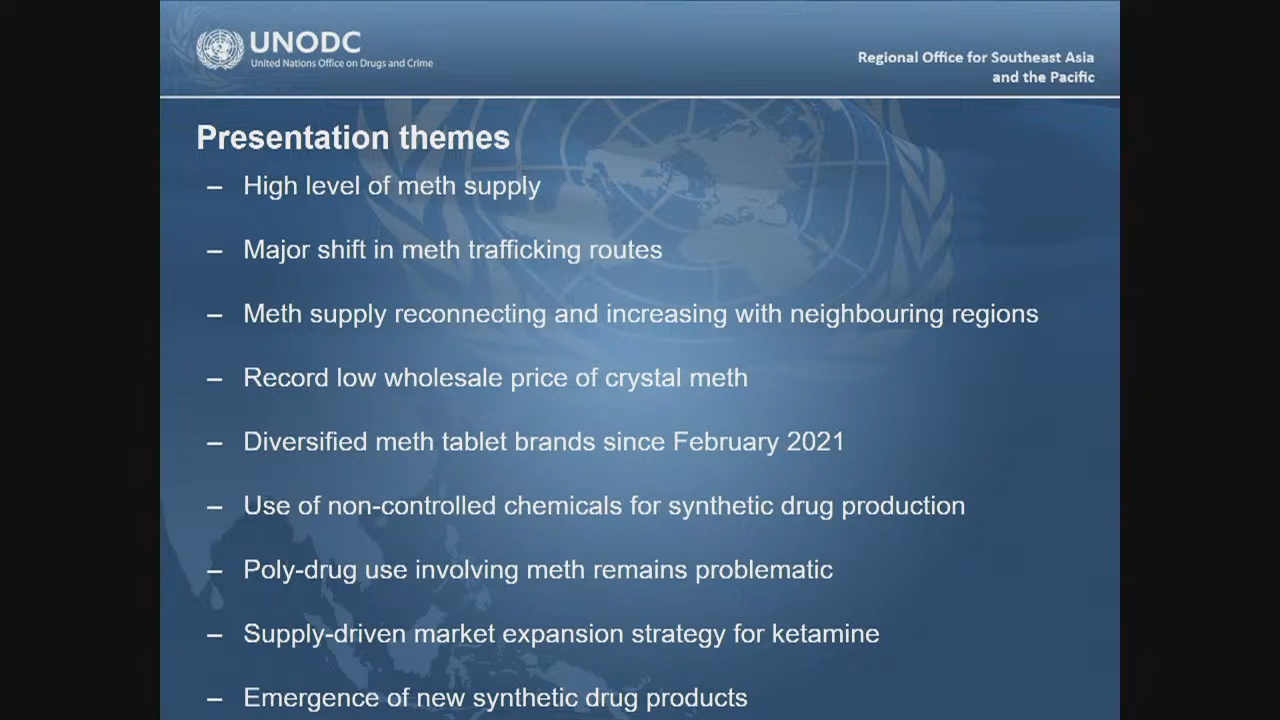 UNODC
United Nations Office on Drugs and Crime
Regional Office for Southeast Asia
and the Pacific
Presentation themes
– High level of meth supply
– Major shift in meth trafficking routes
– Meth supply reconnecting and increasing with neighbouring regions
– Record low wholesale price of crystal meth
– Diversified meth tablet brands since February 2021
– Use of non-controlled chemicals for synthetic drug production
– Poly-drug use involving meth remains problematic
– Supply-driven market expansion strategy for ketamine
– Emergence of new synthetic drug products